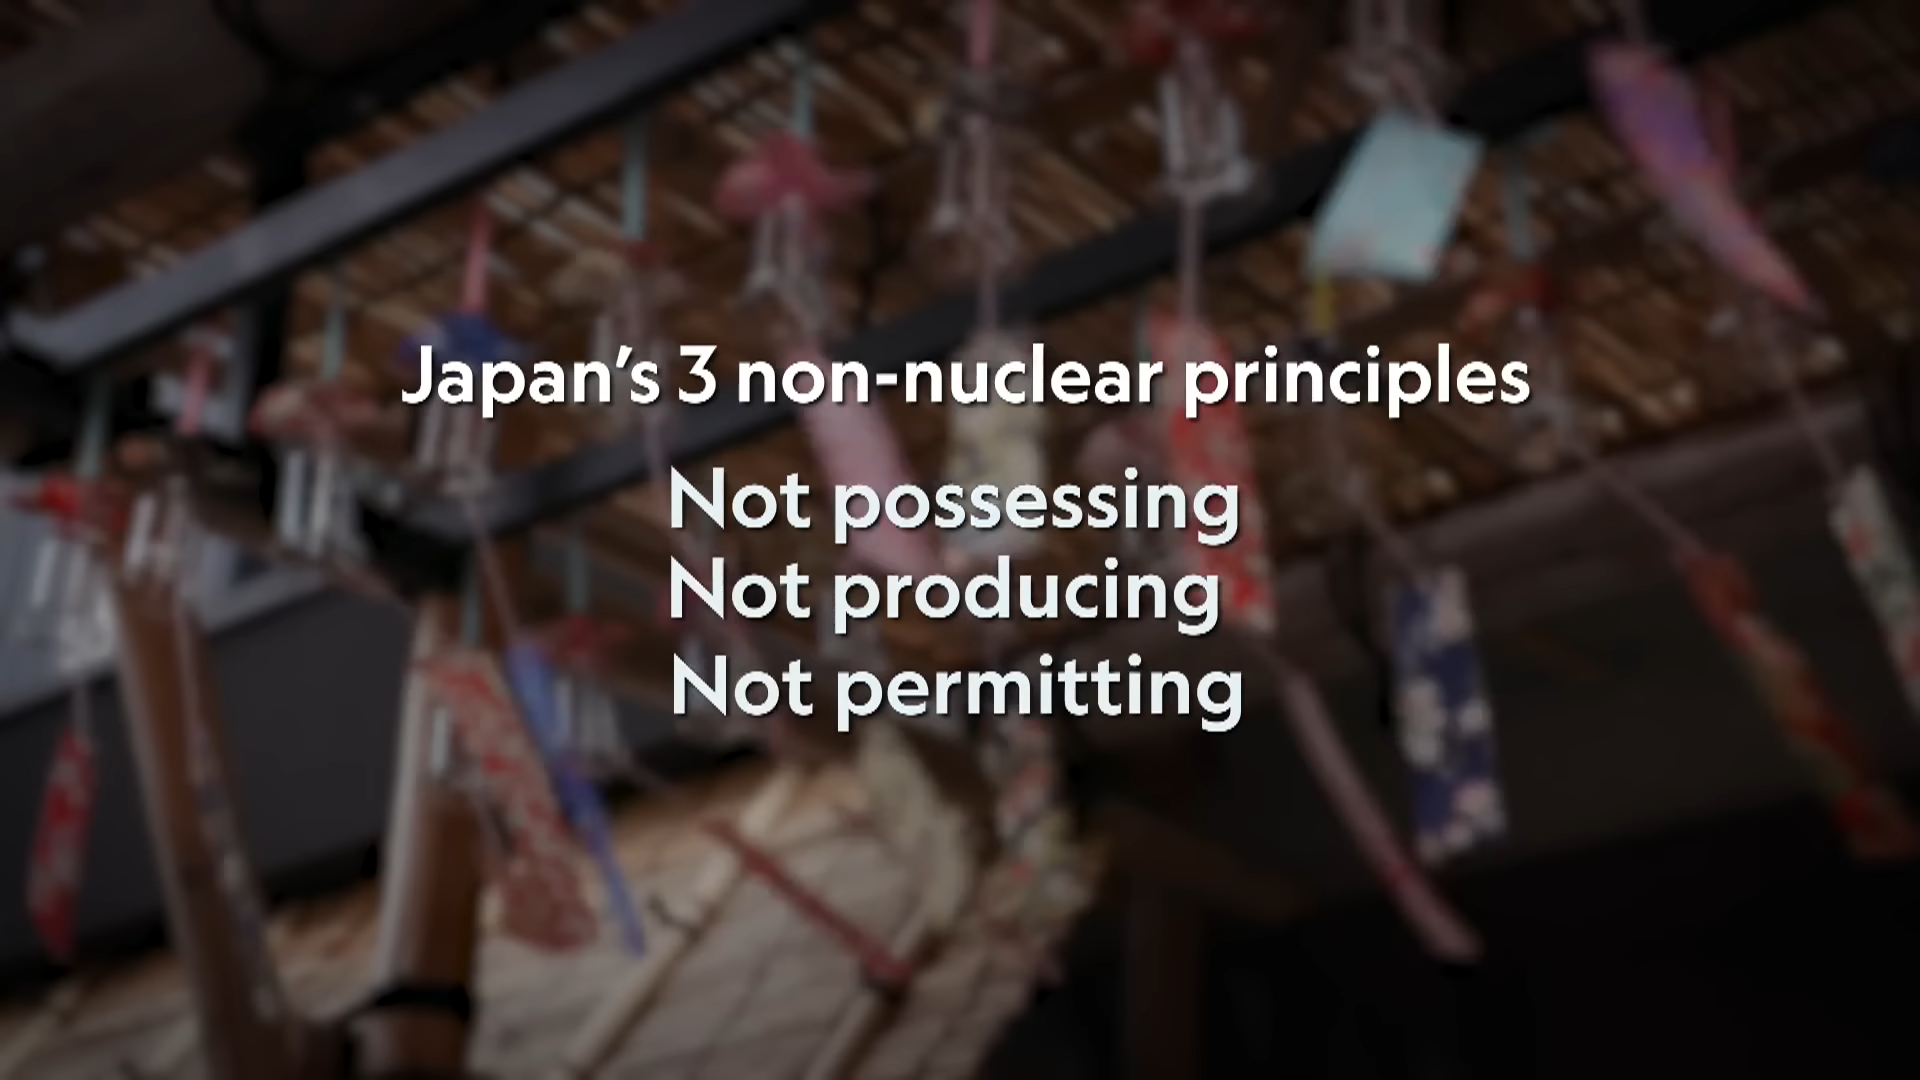 Japan’s 3 non-nuclear principles
Not possessing
Not producing
Not permitting